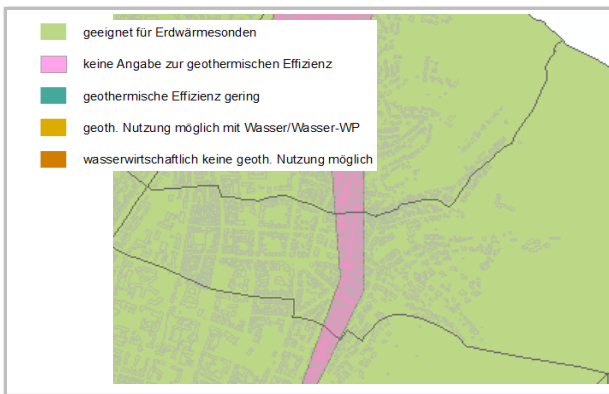 geeignet für Erdwärmesonden
keine Angabe zur geothermischen Effizienz
geothermische Effizienz gering
geoth. Nutzung möglich mit Wasser/Wasser-WP
wasserwirtschaftlich keine geoth. Nutzung möglich